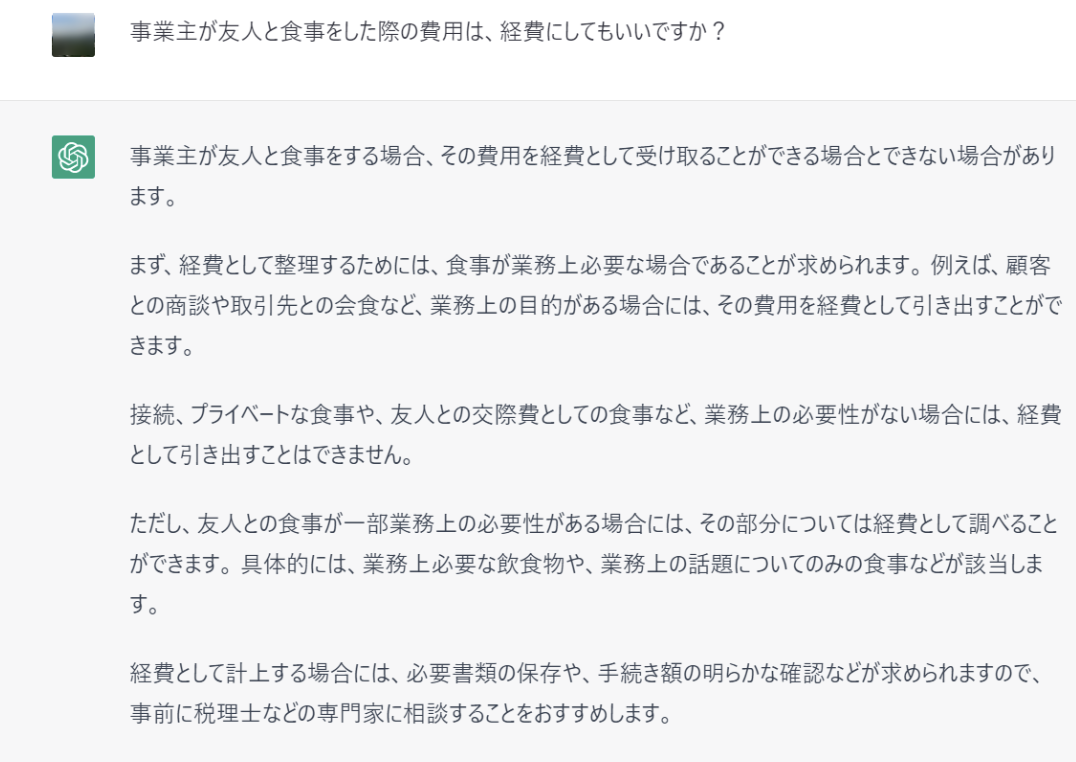 事業主が友人と食事をした際の費用は、経費にしてもいいですか？
事業主が友人と食事をする場合、その費用を経費として受け取ることができる場合とできない場合があり
ます。
まず、経費として整理するためには、食事が業務上必要な場合であることが求められます。例えば、顧客
との商談や取引先との会食など、業務上の目的がある場合には、その費用を経費として引き出すことがで
きます。
接続、プライベートな食事や、友人との交際費としての食事など、業務上の必要性がない場合には、経費
として引き出すことはできません。
ただし、友人との食事が一部業務上の必要性がある場合には、その部分については経費として調べること
ができます。具体的には、業務上必要な飲食物や、業務上の話題についてのみの食事などが該当しま
す。
経費として計上する場合には、必要書類の保存や、手続き額の明らかな確認などが求められますので、
事前に税理士などの専門家に相談することをおすすめします。